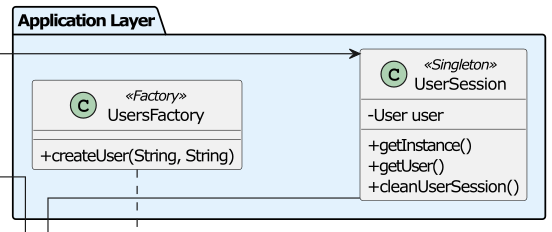 Application Layer
«Factory»
C
UsersFactory
+createUser(String, String)
«Singleton»
C
UserSession
-User user
+getInstance()
+getUser()
+cleanUserSession()